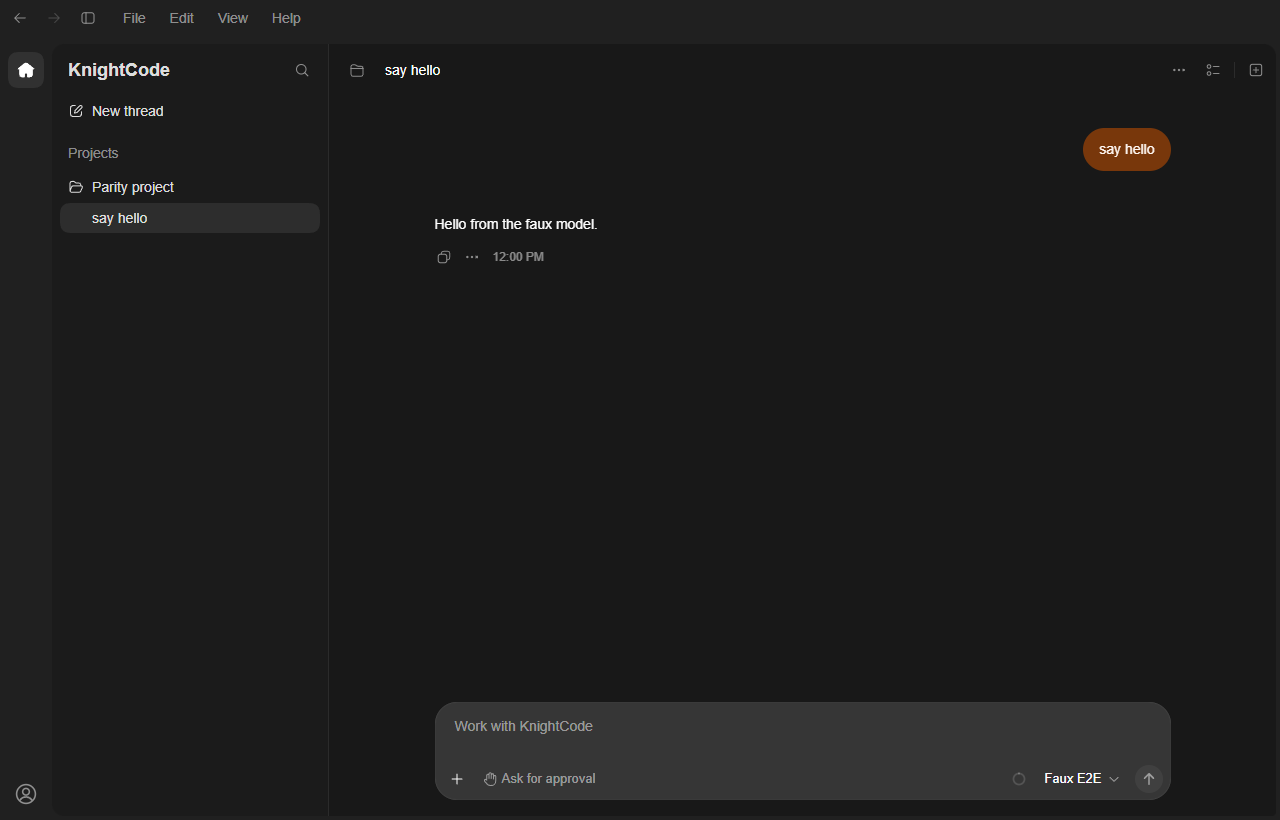 File Edit View Help
KnightCode
New thread
Projects
Parity project
say hello
say hello
say hello
Hello from the faux model.
12:00 PM
Work with KnightCode
Ask for approval
Faux E2E